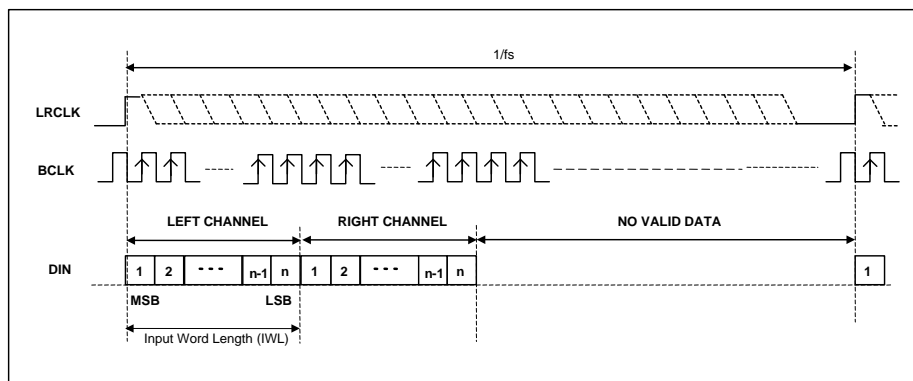 1/fs
LRCLK
BCLK
LEFT CHANNEL RIGHT CHANNEL NO VALID DATA
DIN 1 2 --- n-1 n 1 2 --- n-1 n 1
MSB LSB
Input Word Length (IWL)